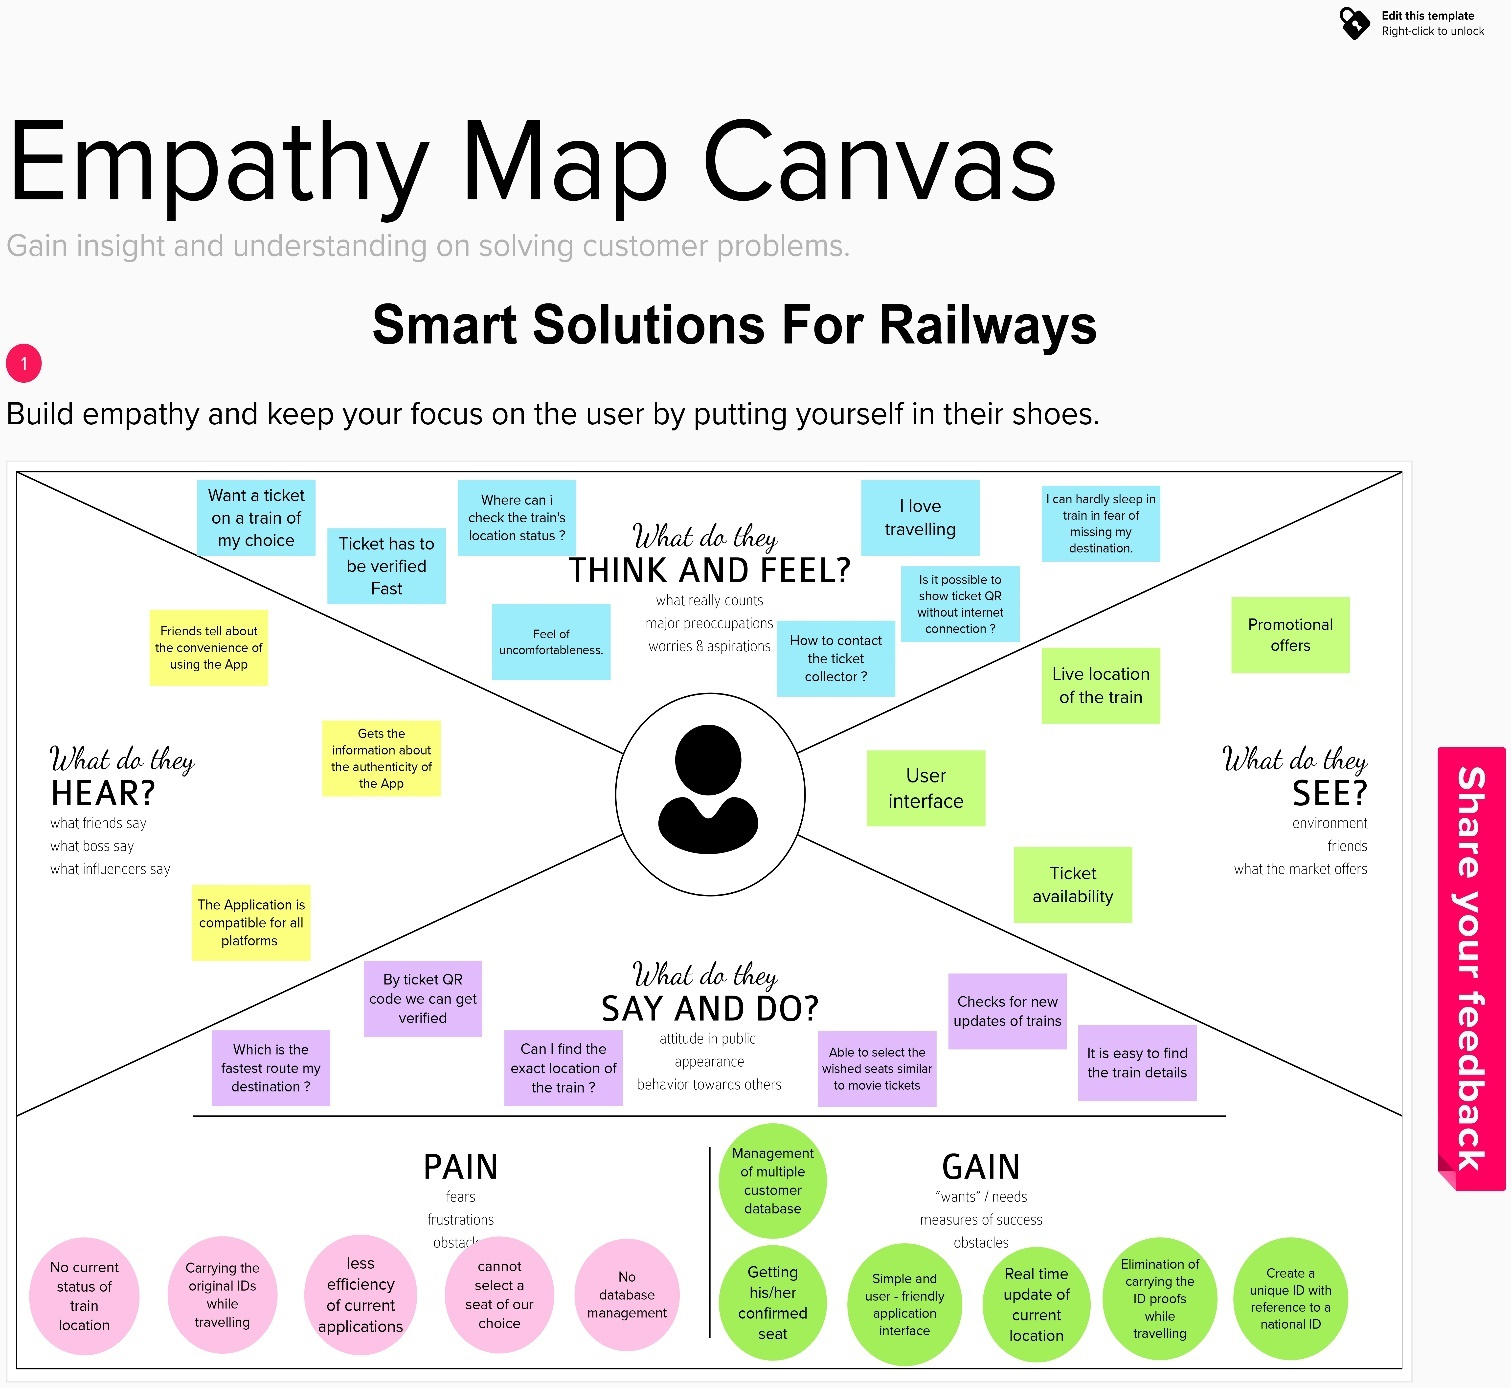 Edit this template
Right-click to unlock
Empathy Map Canvas
Gain insight and understanding on solving customer problems.
Smart Solutions For Railways
1
Build empathy and keep your focus on the user by putting yourself in their shoes.
Want a ticket
on a train of
my choice
Ticket has to
be verified
Fast
Where can i
check the train's
location status ?
What do they
THINK AND FEEL?
what really counts
major preoccupations
worries & aspirations
Feel of
uncomfortableness.
I love
travelling
I can hardly sleep in
train in fear of
missing my
destination.
Is it possible to
show ticket QR
without internet
connection ?
How to contact
the ticket
collector ?
Friends tell about
the convenience of
using the App
Gets the
information about
the authenticity of
the App
What do they
HEAR?
what friends say
what boss say
what influencers say
The Application is
compatible for all
platforms
Promotional
offers
Live location
of the train
User
interface
What do they
SEE?
environment
friends
what the market offers
Ticket
availability
Share your feedback
By ticket QR
code we can get
verified
Which is the
fastest route my
destination ?
Can I find the
exact location of
the train ?
What do they
SAY AND DO?
attitude in public
appearance
behavior towards others
Able to select the
wished seats similar
to movie tickets
Checks for new
updates of trains
It is easy to find
the train details
PAIN
fears
frustrations
No current
status of
train
location
Carrying the
original IDs
while
travelling
less
efficiency
of current
applications
cannot
select a
seat of our
choice
No
database
management
GAIN
"wants" / needs
measures of success
obstacles
Management
of multiple
customer
database
Getting
his/her
confirmed
seat
Simple and
user - friendly
application
interface
Real time
update of
current
location
Elimination of
carrying the
ID proofs
while
travelling
Create a
unique ID with
reference to a
national ID